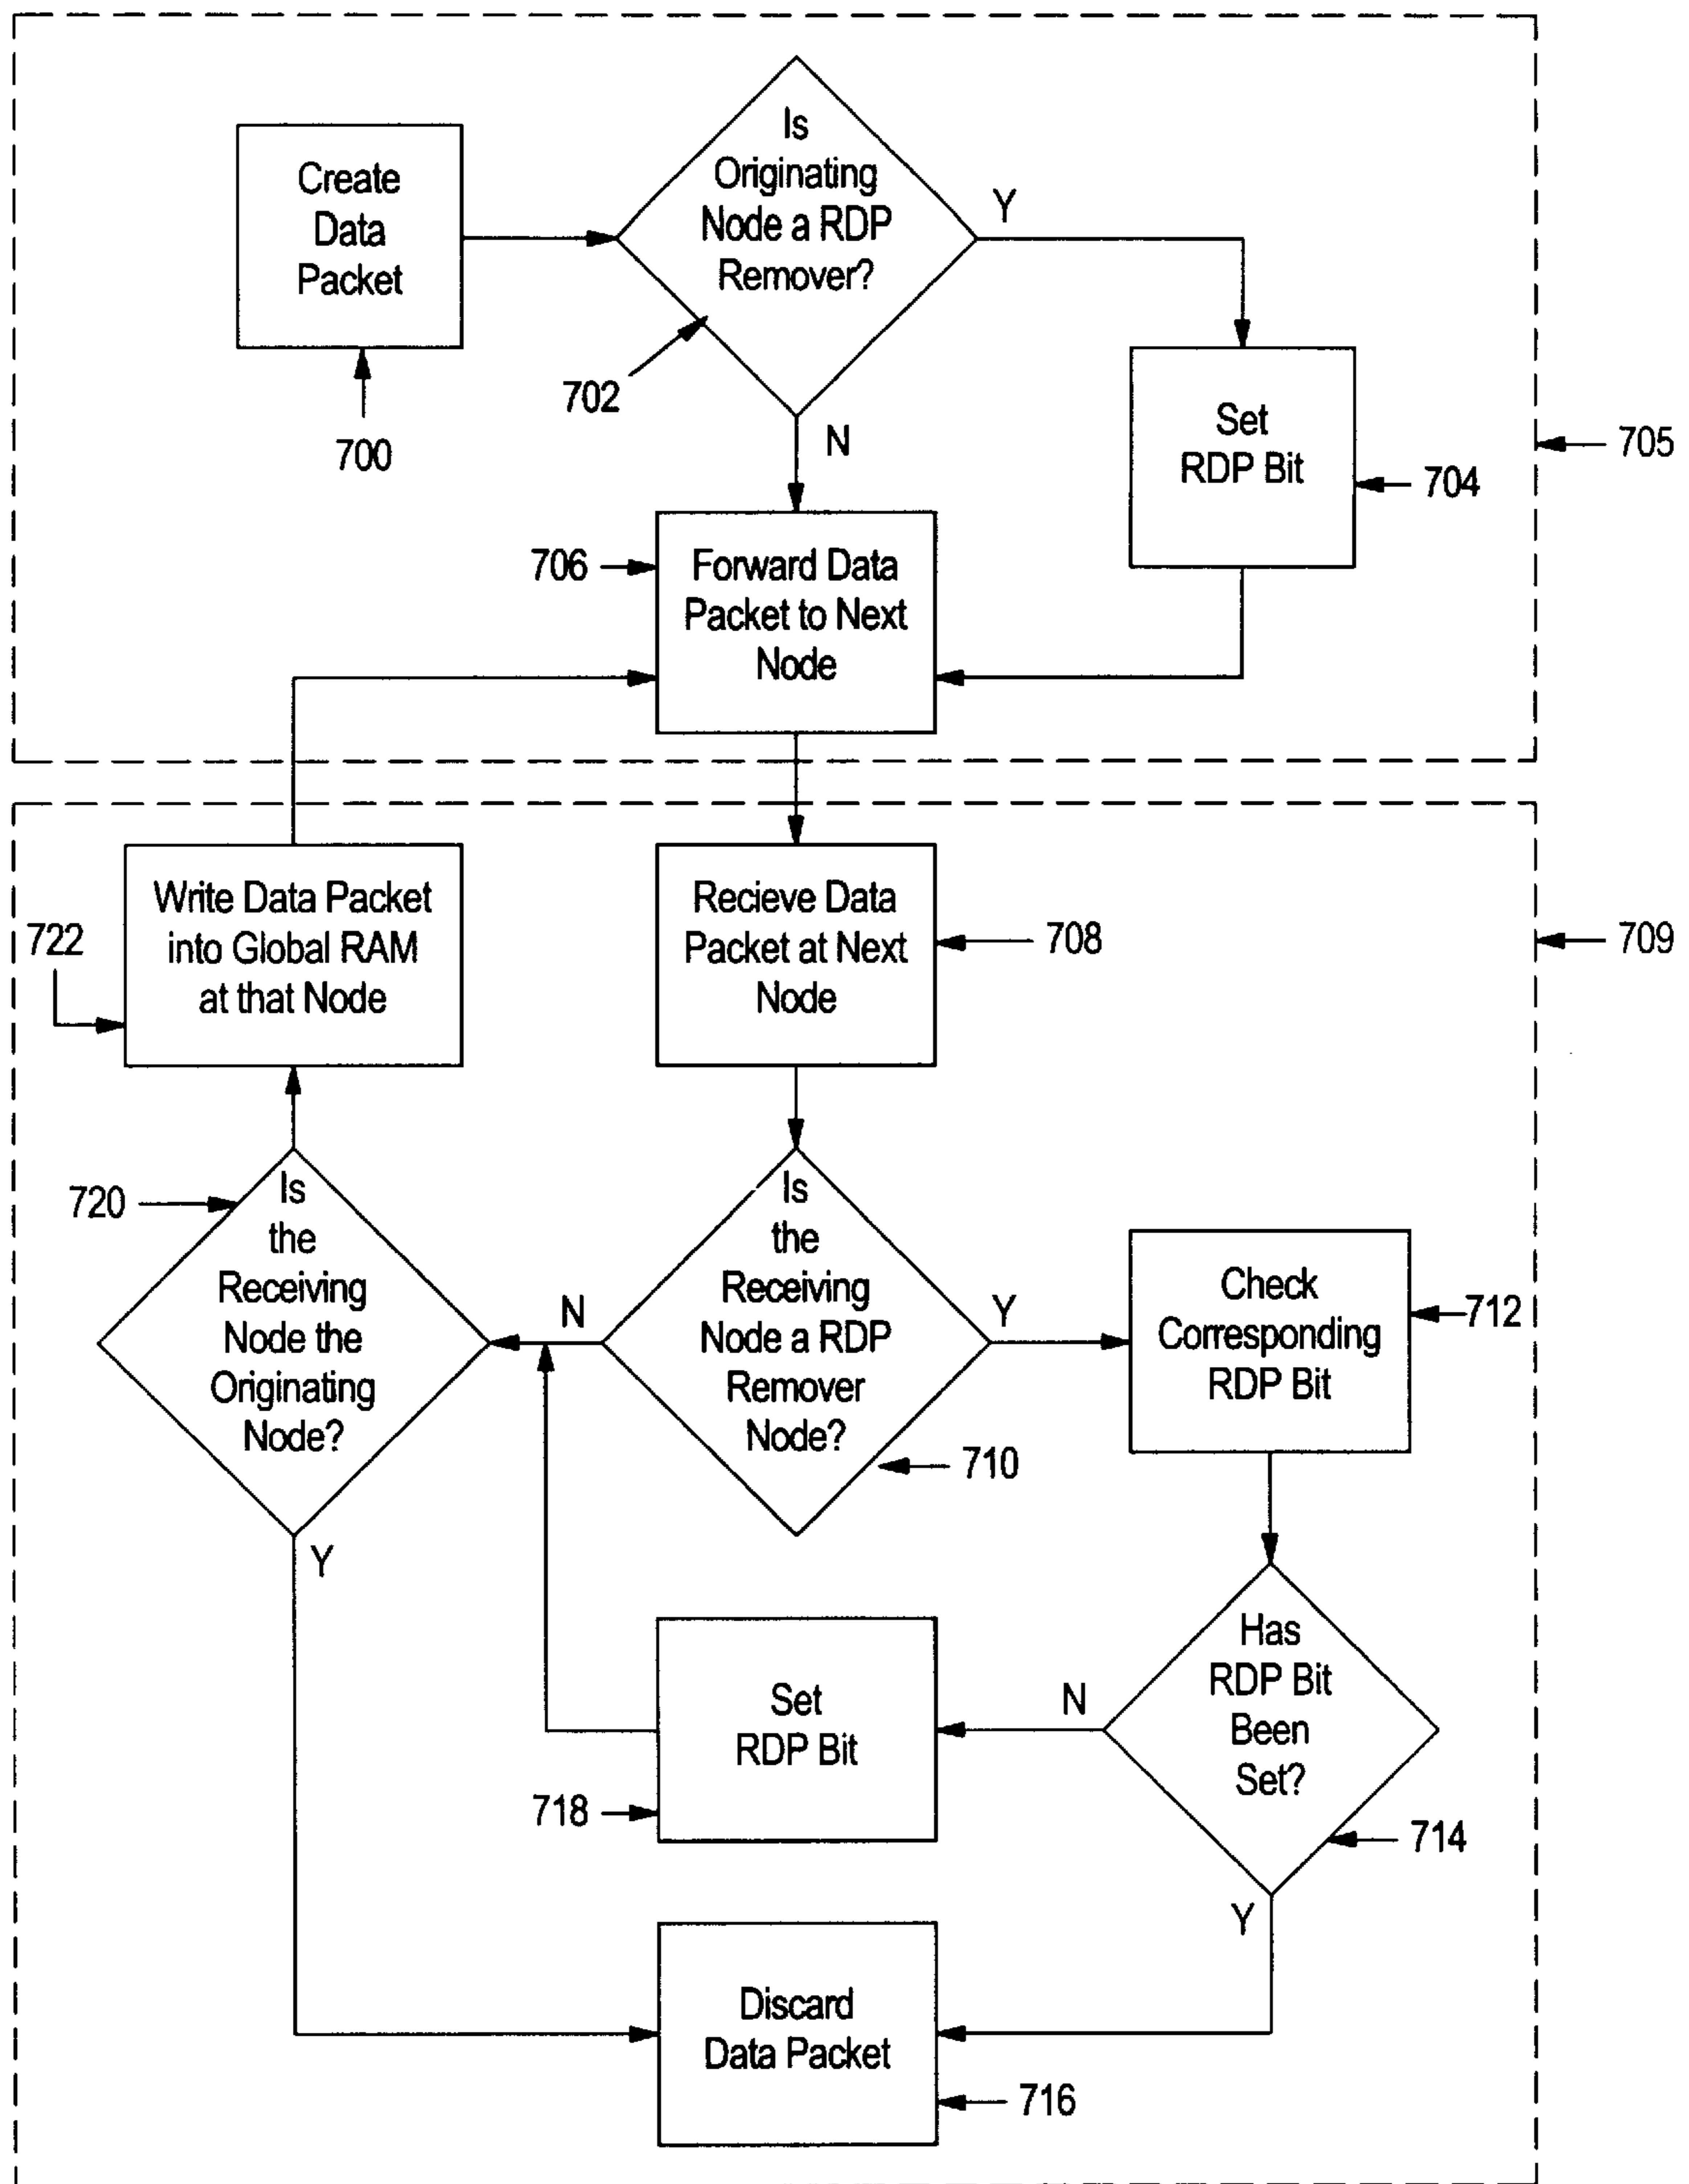 Create
Data
Packet
700
Is
Originating
Node a RDP
Remover?
702
Y
N
Set
RDP Bit
704
705
706
Forward Data
Packet to Next
Node
Write Data Packet
into Global RAM
at that Node
722
Recieve Data
Packet at Next
Node
708
709
720
Is
the
Receiving
Node the
Originating
Node?
Y
N
Is
the
Receiving
Node a RDP
Remover
Node?
710
Y
Check
Corresponding
RDP Bit
712
Has
RDP Bit
Been
Set?
714
N
Y
Set
RDP Bit
718
Discard
Data Packet
716